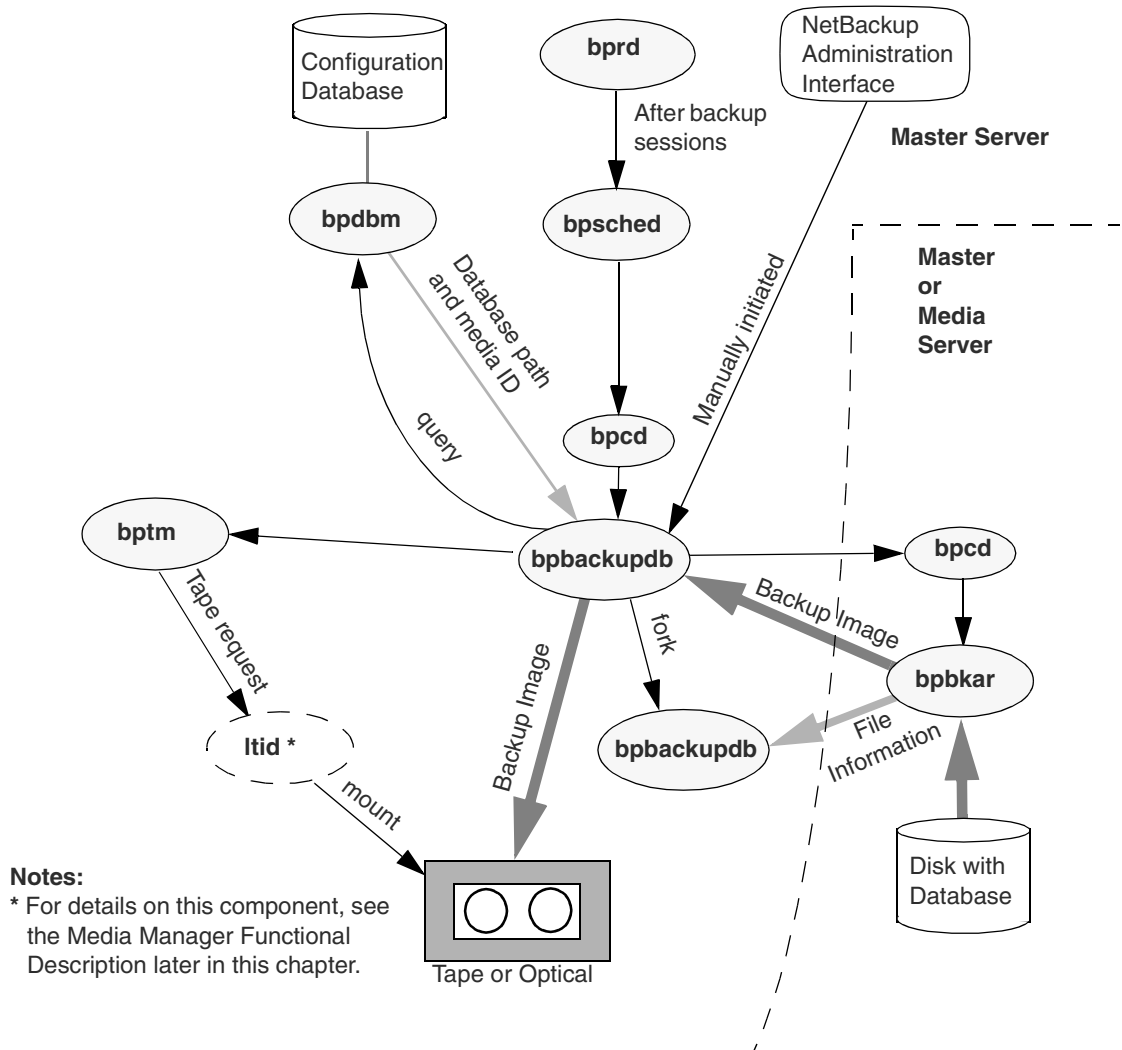 Configuration
Database
bprd
NetBackup
Administration
Interface
After backup
sessions
Master Server
bpdbm
bpsched
Master
or
Media
Server
Database path
and media ID
Manually initiated
query
bpcd
bptm
bpbackupdb
bpcd
Tape request
Backup Image
fork
bpbkar
Backup Image
File
Information
ltid *
bpbackupdb
mount
Disk with
Database
Notes:
* For details on this component, see
the Media Manager Functional
Description later in this chapter.
Tape or Optical